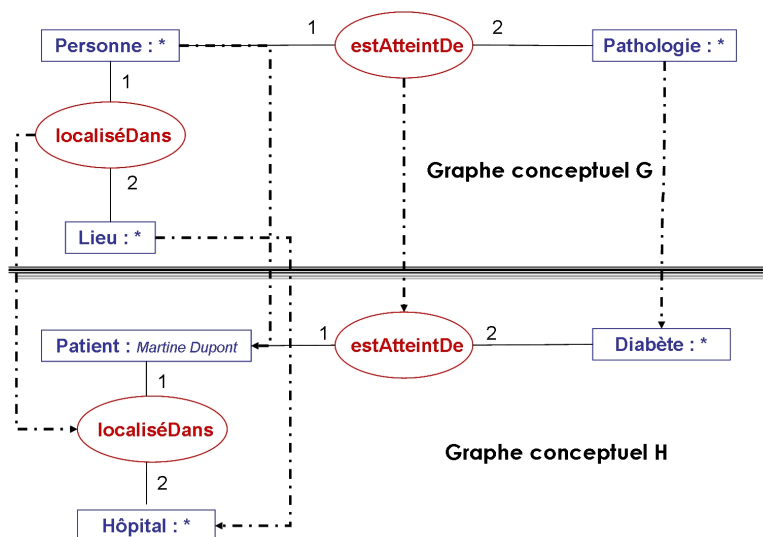 Personne : *
1
estAtteintDe
2
Pathologie : *
1
localiséDans
2
Graphe conceptuel G
Lieu : *
Patient : Martine Dupont
1
estAtteintDe
2
Diabète : *
1
localiséDans
Graphe conceptuel H
2
Hôpital : *